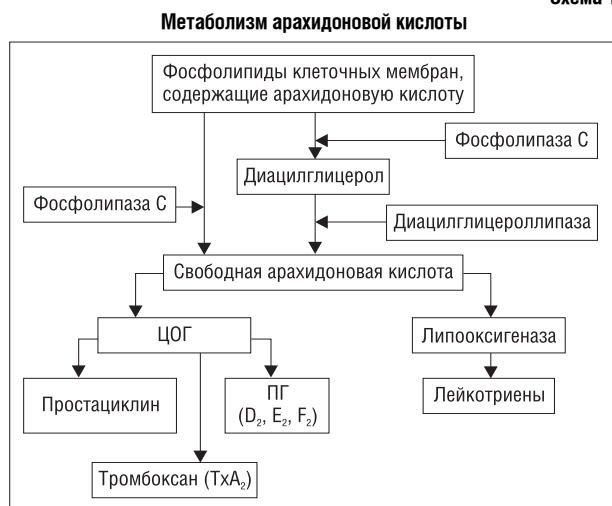 Схема 1
Метаболизм арахидоновой кислоты
Фосфолипиды клеточных мембран,
содержащие арахидоновую кислоту
Фосфолипаза С
Диацилглицерол
Фосфолипаза С
Диацилглицероллипаза
Свободная арахидоновая кислота
ЦОГ
Липооксигеназа
Простациклин
ПГ
(D₂, E₂, F₂)
Лейкотриены
Тромбоксан (TxA₂)